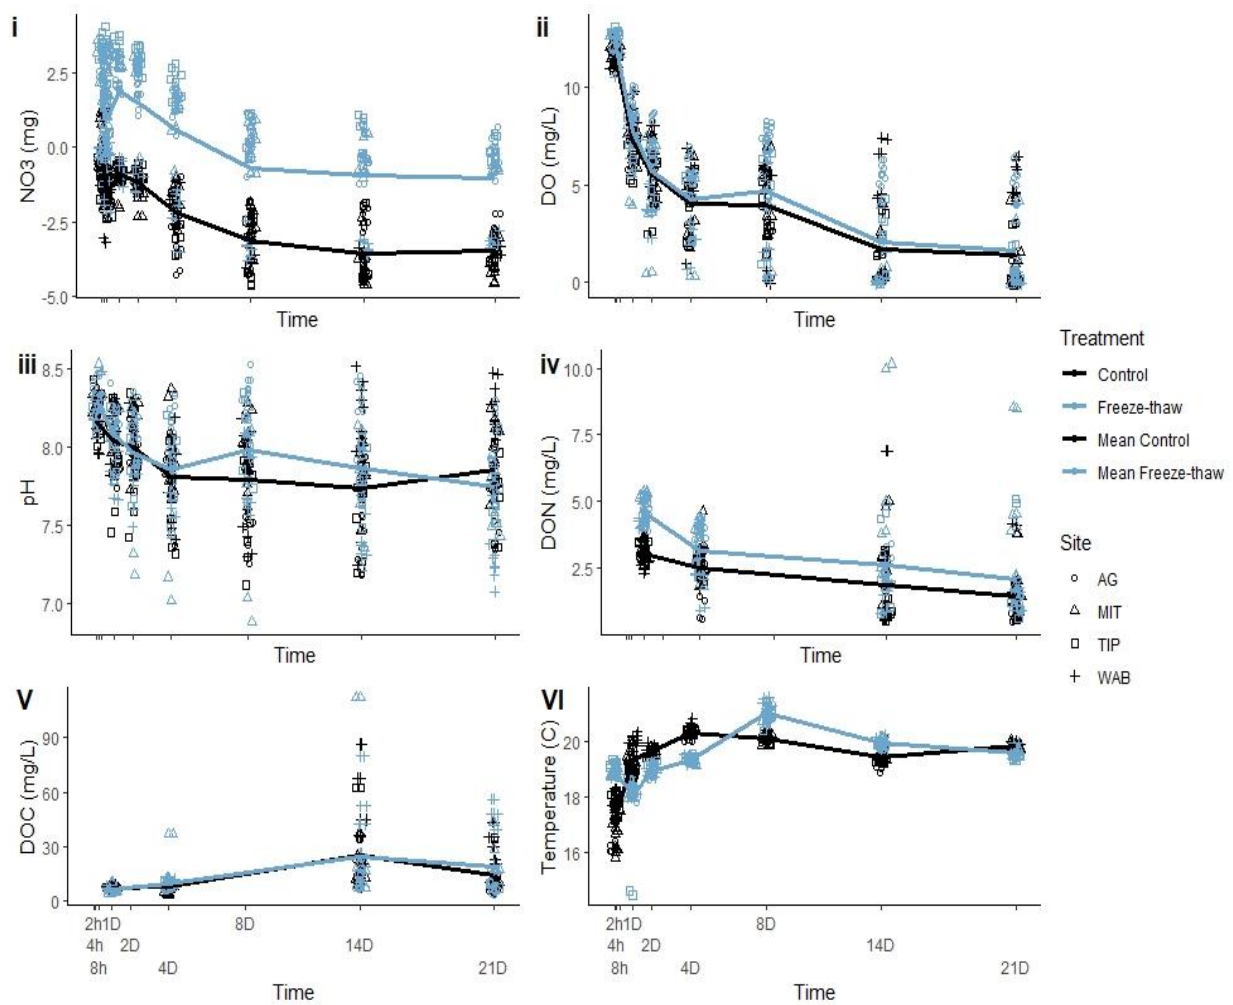 i
NO3 (mg)
2.5
0.0
-2.5
-5.0
Time
ii
DO (mg/L)
10
5
0
Time
iii
pH
8.5
8.0
7.5
7.0
Time
iv
DON (mg/L)
10.0
7.5
5.0
2.5
Time
Treatment
Control
Freeze-thaw
Mean Control
Mean Freeze-thaw
Site
AG
MIT
TIP
WAB
V
DOC (mg/L)
90
60
30
0
2h 1D 8D
4h 2D 14D
8h 4D 21D
Time
VI
Temperature (C)
20
18
16
2h 1D 8D
4h 2D 14D
8h 4D 21D
Time